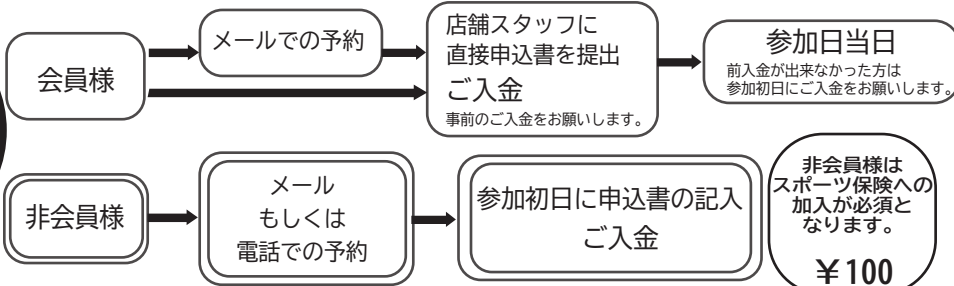 会員様
メールでの予約
店舗スタッフに
直接申込書を提出
ご入金
事前のご入金をお願いします。
参加日当日
前入金が出来なかった方は
参加初日にご入金をお願いします。
非会員様
メール
もしくは
電話での予約
参加初日に申込書の記入
ご入金
非会員様は
スポーツ保険への
加入が必須と
なります。
￥100